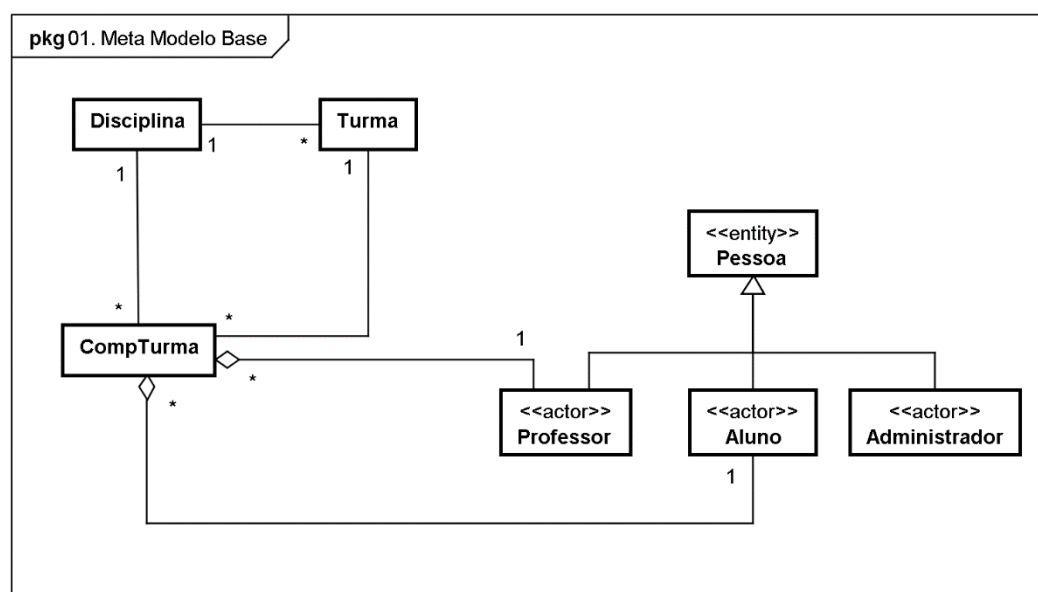 pkg 01. Meta Modelo Base
Disciplina
Turma
1
*
1
1
<<entity>>
Pessoa
*
*
CompTurma
1
*
*
<<actor>>
Professor
<<actor>>
Aluno
<<actor>>
Administrador
1